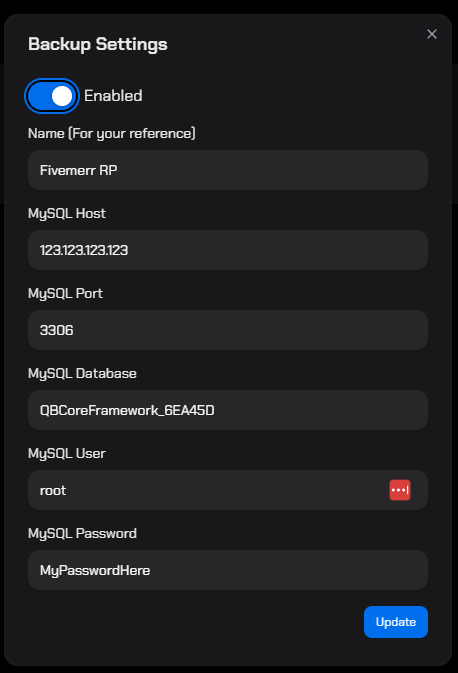 Backup Settings
Enabled
Name (For your reference)
Fivemerr RP
MySQL Host
123.123.123.123
MySQL Port
3306
MySQL Database
QBCoreFramework_6EA45D
MySQL User
root
MySQL Password
MyPasswordHere
Update